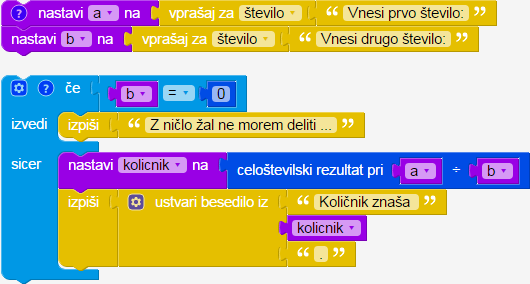 ? nastavi a na vprašaj za število “ Vnesi prvo število: ”
nastavi b na vprašaj za število “ Vnesi drugo število: ”
? če b = 0
izvedi izpiši “ Z ničlo žal ne morem deliti ... ”
sicer nastavi kolicnik na celoštevilski rezultat pri a ÷ b
izpiši ustvari besedilo iz “ Količnik znaša ”
kolicnik
“ . ”